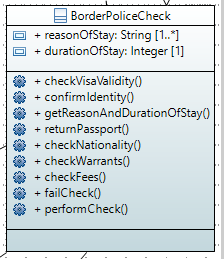 BorderPoliceCheck
+ reasonOfStay: String [1..*]
+ durationOfStay: Integer [1]
+ checkVisaValidity()
+ confirmIdentity()
+ getReasonAndDurationOfStay()
+ returnPassport()
+ checkNationality()
+ checkWarrants()
+ checkFees()
+ failCheck()
+ performCheck()